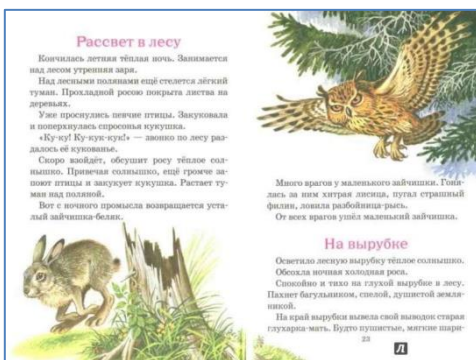 Рассвет в лесу
Кончилась летняя тёплая ночь. Занимается
над лесом утренняя заря.
Над лесными полянами ещё стелется лёгкий
туман. Прохладной росою покрыта листва на
деревьях.
Уже проснулись певчие птицы. Закуковала
и поперхнулась спросонья кукушка.
«Ку-ку! Ку-кук-кук!» — звонко по лесу раз-
далось её кукованье.
Скоро взойдёт, обсушит росу тёплое сол-
нышко. Привечая солнышко, ещё громче за-
поют птицы и закукует кукушка. Растает ту-
ман над поляной.
Вот с ночного промысла возвращается уста-
лый зайчишка-беляк.
Много врагов у маленького зайчишки. Гоня-
лась за ним хитрая лисица, пугал страшный
филин, ловила разбойница-рысь.
От всех врагов ушёл маленький зайчишка.
На вырубке
Осветило лесную вырубку тёплое солнышко.
Обсохла ночная холодная роса.
Спокойно и тихо на глухой вырубке в лесу.
Пахнет багульником, спелой, душистой земля-
никой.
На край вырубки вывела свой выводок старая
глухарка-мать. Будто пушистые, мягкие шари-
23
Л